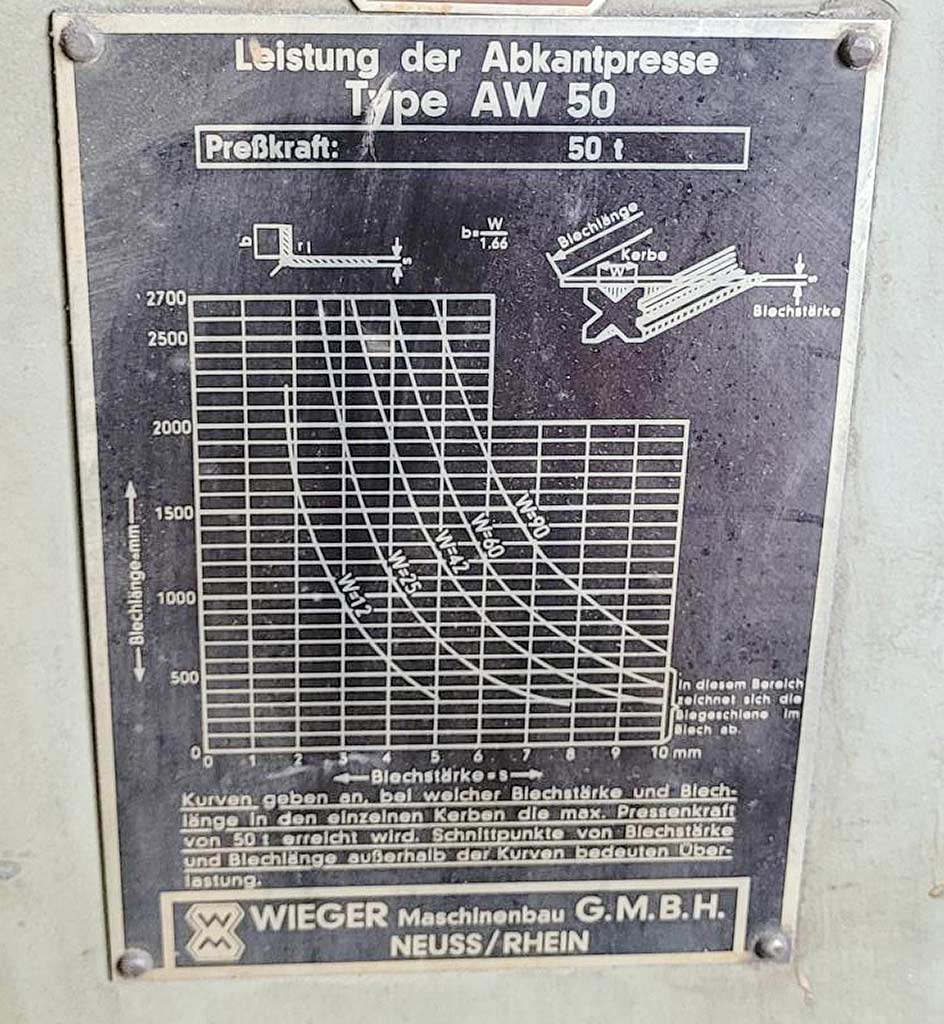 Leistung der Abkantpresse
Type AW 50
Preßkraft: 50 t
b
r i
s
b= W
1.66
Blechlänge
Kerbe
W
s
Blechstärke
2700
2500
2000
1500
1000
500
0
Blechlänge=mm
W=12
W=25
W=42
W=60
W=90
0 1 2 3 4 5 6 7 8 9 10 mm
Blechstärke=s
In diesem Bereich
zeichnet sich die
Biegeschiene im
Blech ab.
Kurven geben an, bei welcher Blechstärke und Blech-
länge in den einzelnen Kerben die max. Pressenkraft
von 50 t erreicht wird. Schnittpunkte von Blechstärke
und Blechlänge außerhalb der Kurven bedeuten Über-
lastung.
WM
WIEGER Maschinenbau G.M.B.H.
NEUSS/RHEIN